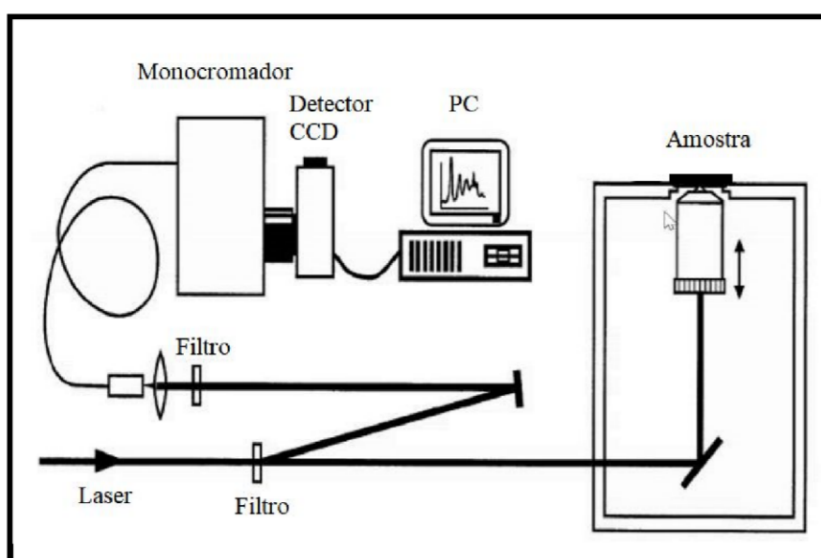 Monocromador
Detector
CCD
PC
Amostra
Filtro
Laser
Filtro